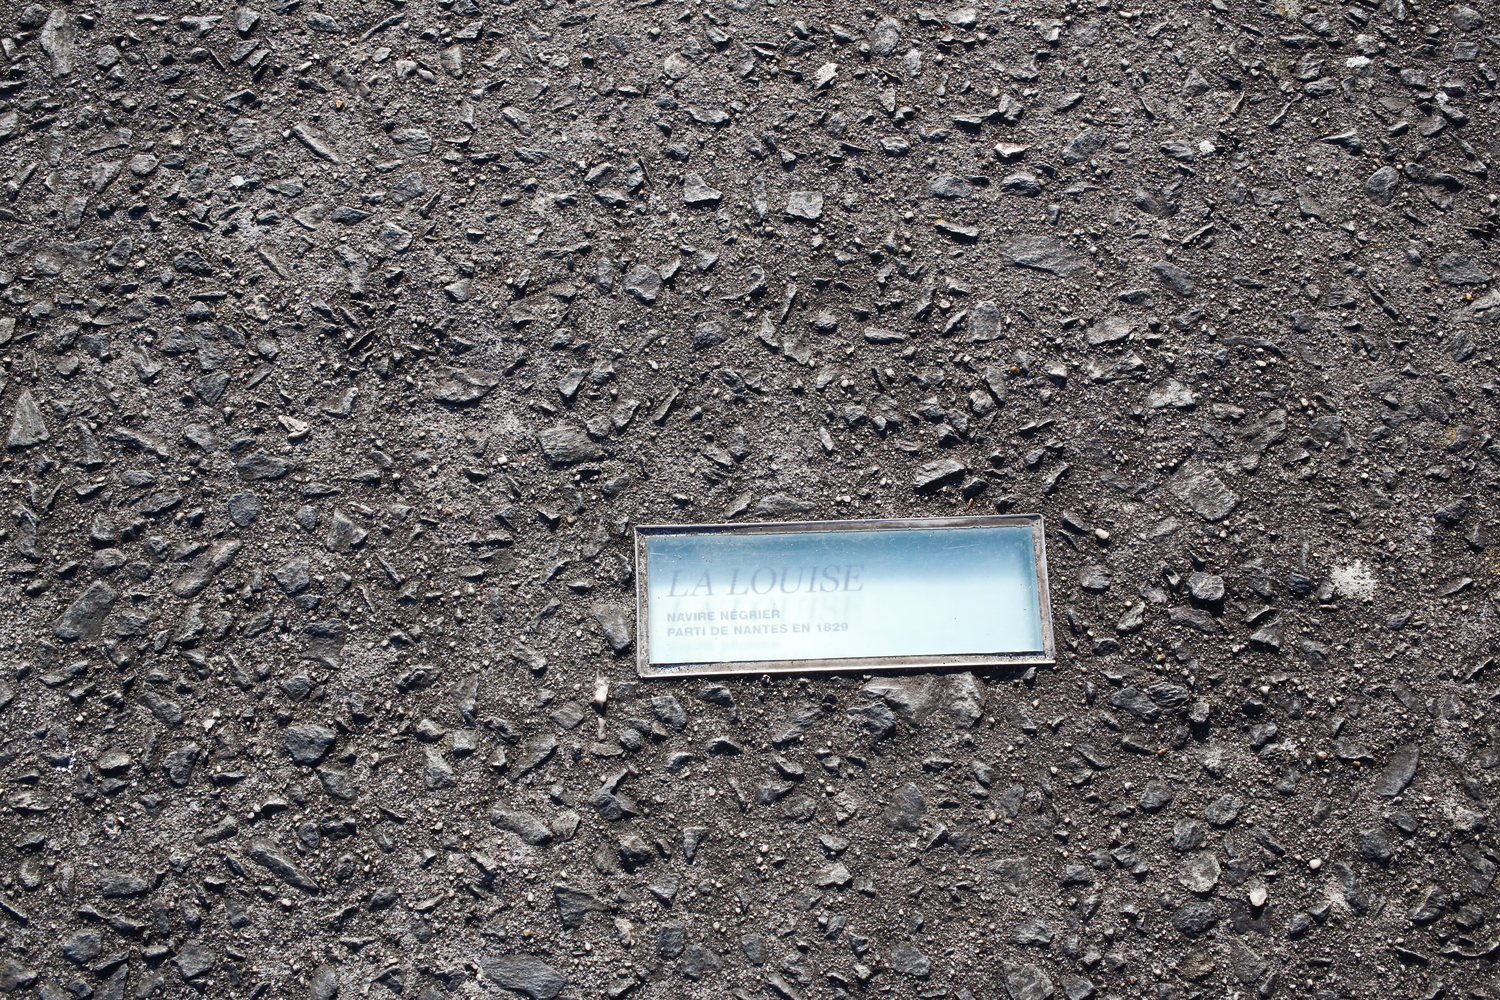 LA LOUISE
NAVIRE NÉGRIER
PARTI DE NANTES EN 1829